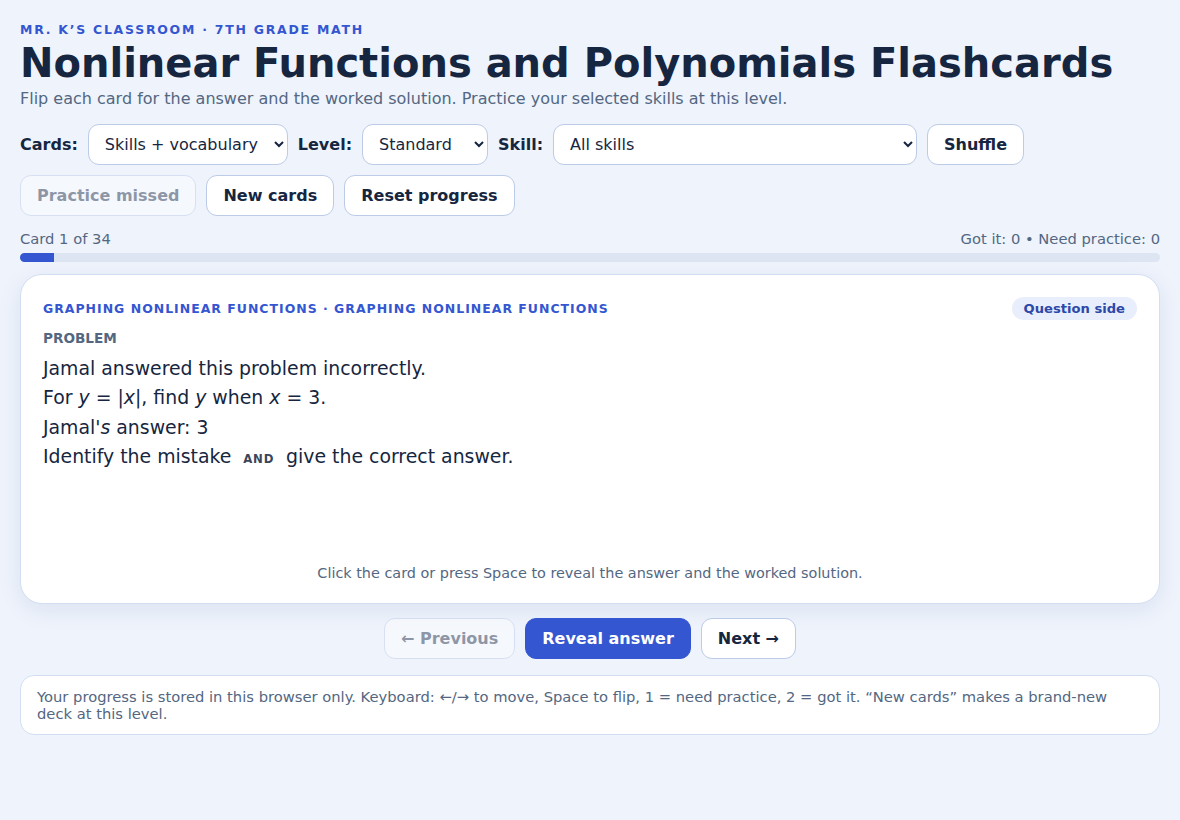 MR. K’S CLASSROOM · 7TH GRADE MATH
Nonlinear Functions and Polynomials Flashcards
Flip each card for the answer and the worked solution. Practice your selected skills at this level.
Cards: Skills + vocabulary Level: Standard Skill: All skills Shuffle
Practice missed New cards Reset progress
Card 1 of 34 Got it: 0 • Need practice: 0
GRAPHING NONLINEAR FUNCTIONS · GRAPHING NONLINEAR FUNCTIONS Question side
PROBLEM
Jamal answered this problem incorrectly.
For y = |x|, find y when x = 3.
Jamal's answer: 3
Identify the mistake AND give the correct answer.
Click the card or press Space to reveal the answer and the worked solution.
← Previous Reveal answer Next →
Your progress is stored in this browser only. Keyboard: ←/→ to move, Space to flip, 1 = need practice, 2 = got it. “New cards” makes a brand-new
deck at this level.